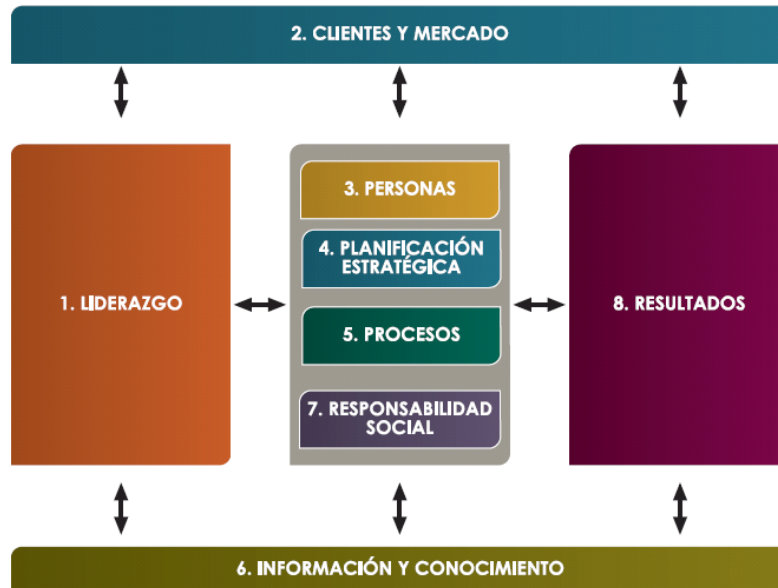 2. CLIENTES Y MERCADO
1. LIDERAZGO
3. PERSONAS
4. PLANIFICACIÓN
ESTRATÉGICA
5. PROCESOS
7. RESPONSABILIDAD
SOCIAL
8. RESULTADOS
6. INFORMACIÓN Y CONOCIMIENTO